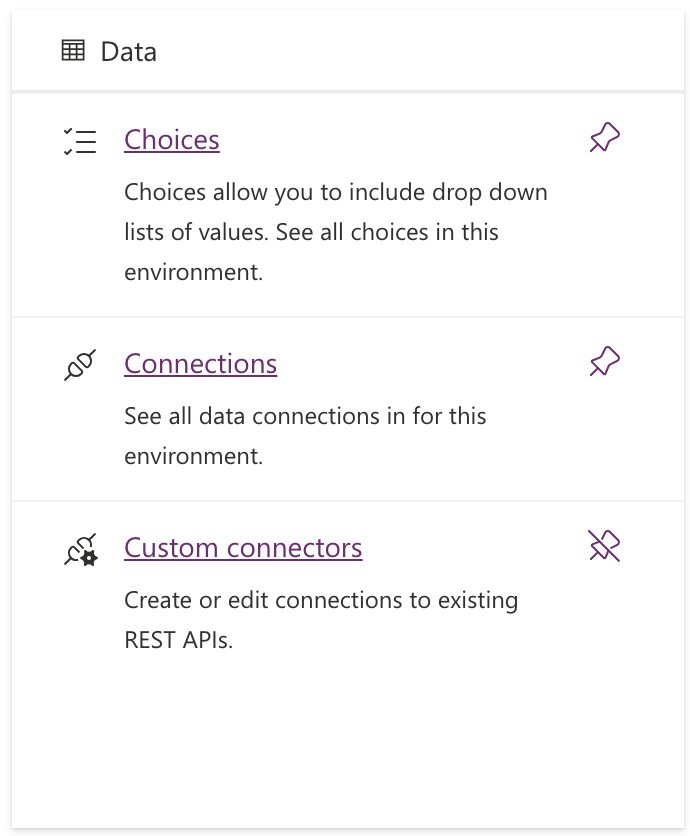 Data
Choices
Choices allow you to include drop down
lists of values. See all choices in this
environment.
Connections
See all data connections in for this
environment.
Custom connectors
Create or edit connections to existing
REST APIs.